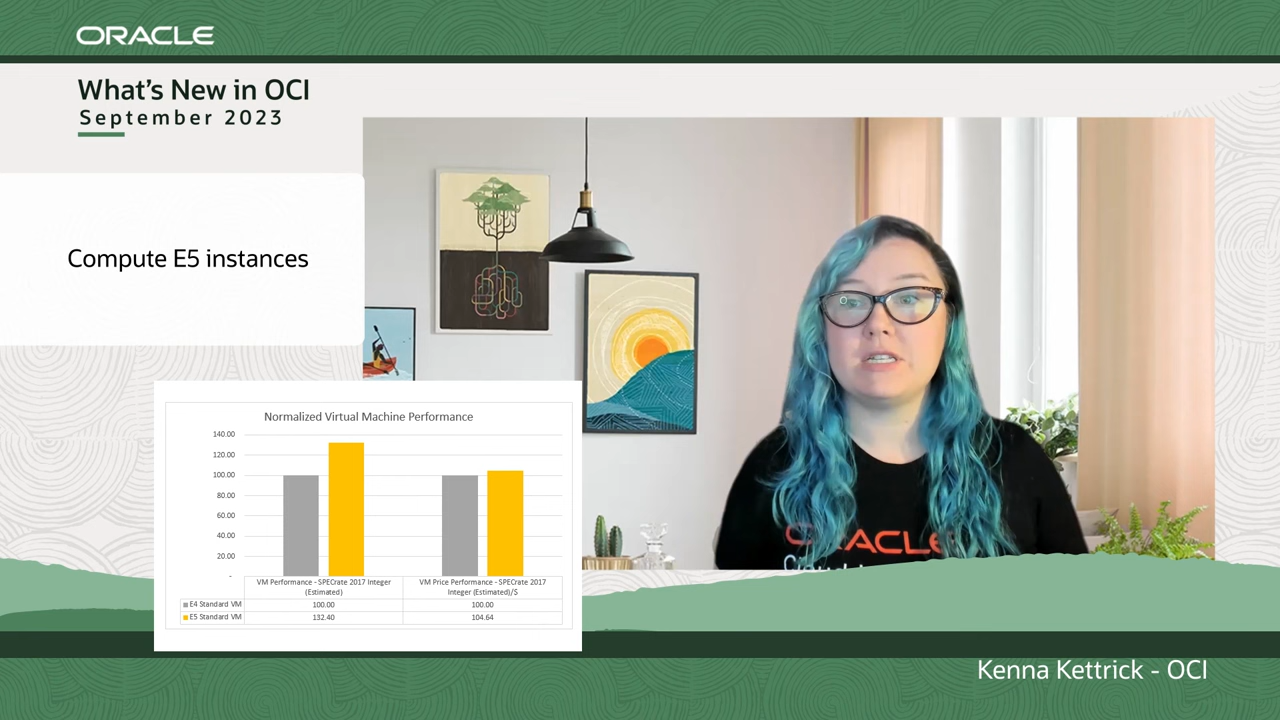 ORACLE
What's New in OCI
September 2023
Compute E5 instances
ORACLE
Normalized Virtual Machine Performance
140.00
120.00
100.00
80.00
60.00
40.00
20.00
-
VM Performance - SPECrate 2017 Integer
(Estimated)
VM Price Performance - SPECrate 2017
Integer (Estimated)/$
E4 Standard VM 100.00 100.00
E5 Standard VM 132.40 104.64
Kenna Kettrick - OCI